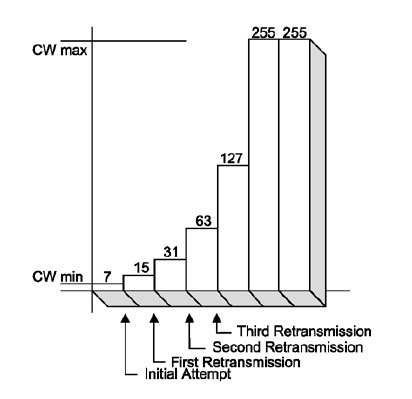 255 255
CW max
127
63
31
15
CW min 7
Third Retransmission
Second Retransmission
First Retransmission
Initial Attempt